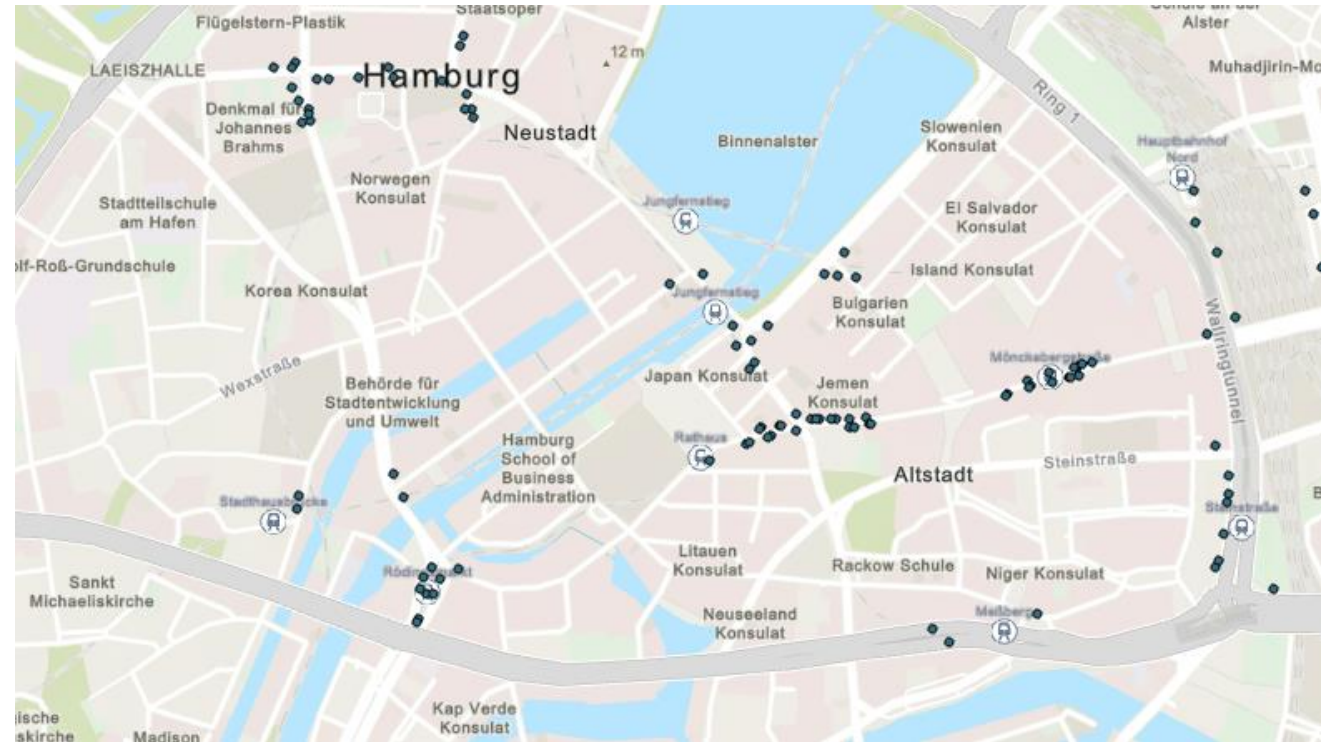 Staatsoper
Flügelstern-Plastik
Alster
12 m
LAEISZHALLE
Hamburg
Muhadjirin-Mo
Ring 1
Denkmal für
Johannes
Brahms
Neustadt
Binnenalster
Slowenien
Konsulat
Hauptbahnhof
Nord
Norwegen
Konsulat
Stadtteilschule
am Hafen
Jungfernstieg
El Salvador
Konsulat
olf-Roß-Grundschule
Island Konsulat
Korea Konsulat
Jungfernstieg
Bulgarien
Konsulat
Wallringtunnel
Mönckebergstraße
Wexstraße
Behörde für
Stadtentwicklung
und Umwelt
Japan Konsulat
Jemen
Konsulat
Hamburg
School of
Business
Administration
Rathaus
Altstadt
Steinstraße
Stadthausbrücke
Steinstraße
Litauen
Konsulat
Rackow Schule
Niger Konsulat
Rödingsmarkt
Sankt
Michaeliskirche
Neuseeland
Konsulat
Meßberg
Kap Verde
Konsulat
skirche
Madison